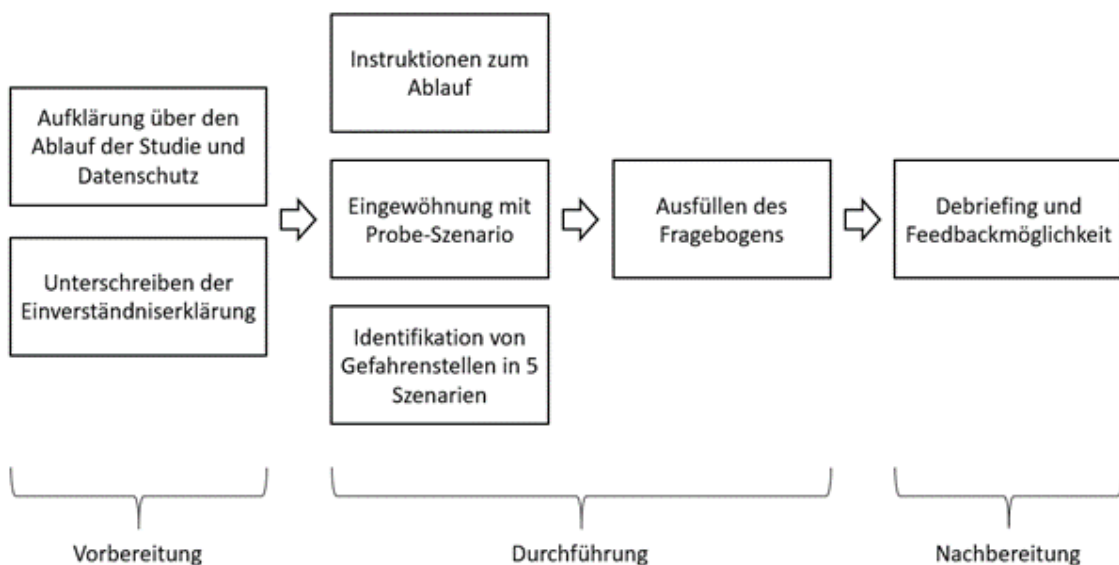 Aufklärung über den
Ablauf der Studie und
Datenschutz
Unterschreiben der
Einverständniserklärung
Instruktionen zum
Ablauf
Eingewöhnung mit
Probe-Szenario
Identifikation von
Gefahrenstellen in 5
Szenarien
Ausfüllen des
Fragebogens
Debriefing und
Feedbackmöglichkeit
Vorbereitung
Durchführung
Nachbereitung